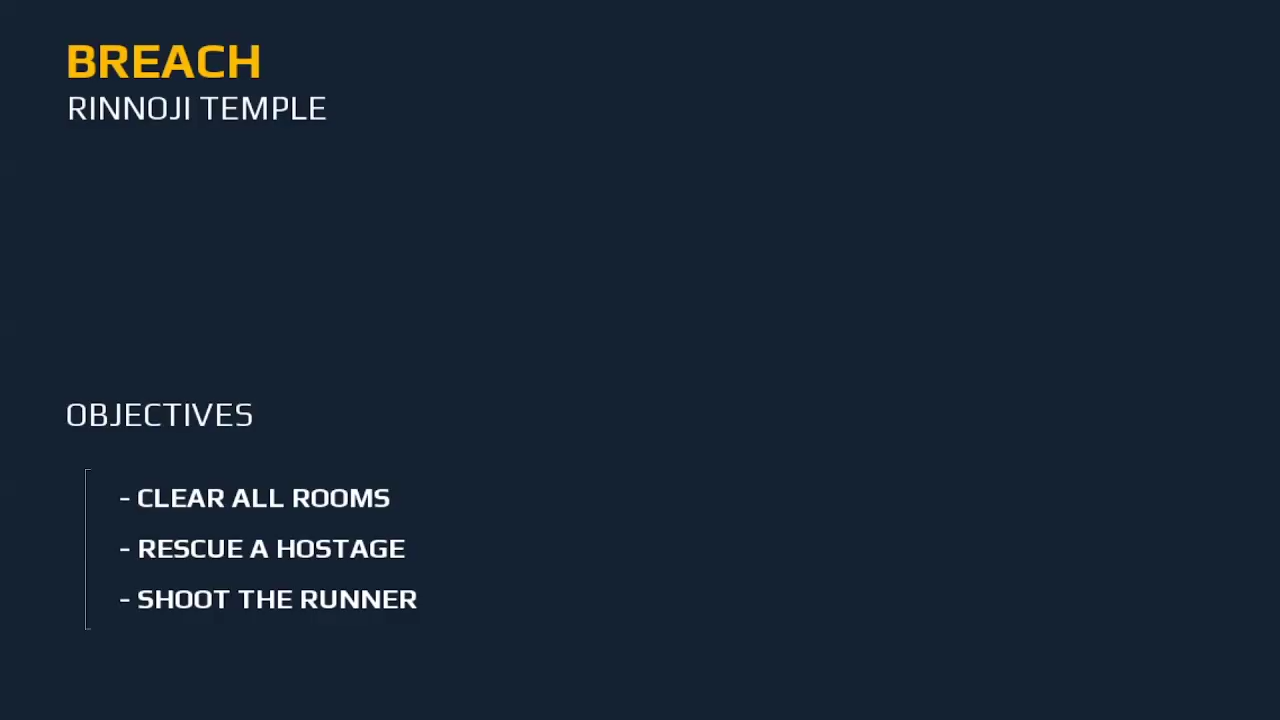 BREACH
RINNOJI TEMPLE
OBJECTIVES
- CLEAR ALL ROOMS
- RESCUE A HOSTAGE
- SHOOT THE RUNNER